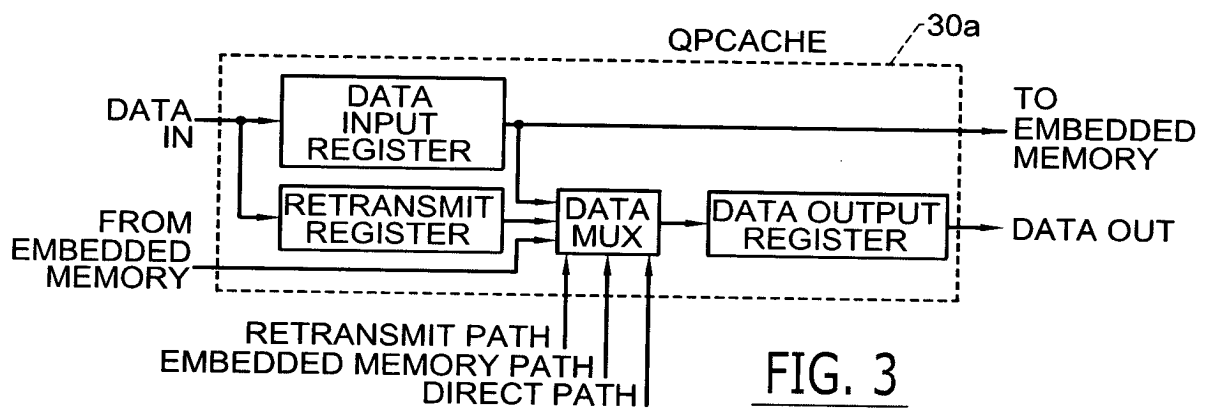 30a
QPCACHE
DATA
IN
DATA
INPUT
REGISTER
TO
EMBEDDED
MEMORY
FROM
EMBEDDED
MEMORY
RETRANSMIT
REGISTER
DATA
MUX
DATA OUTPUT
REGISTER
DATA OUT
RETRANSMIT PATH
EMBEDDED MEMORY PATH
DIRECT PATH
FIG. 3